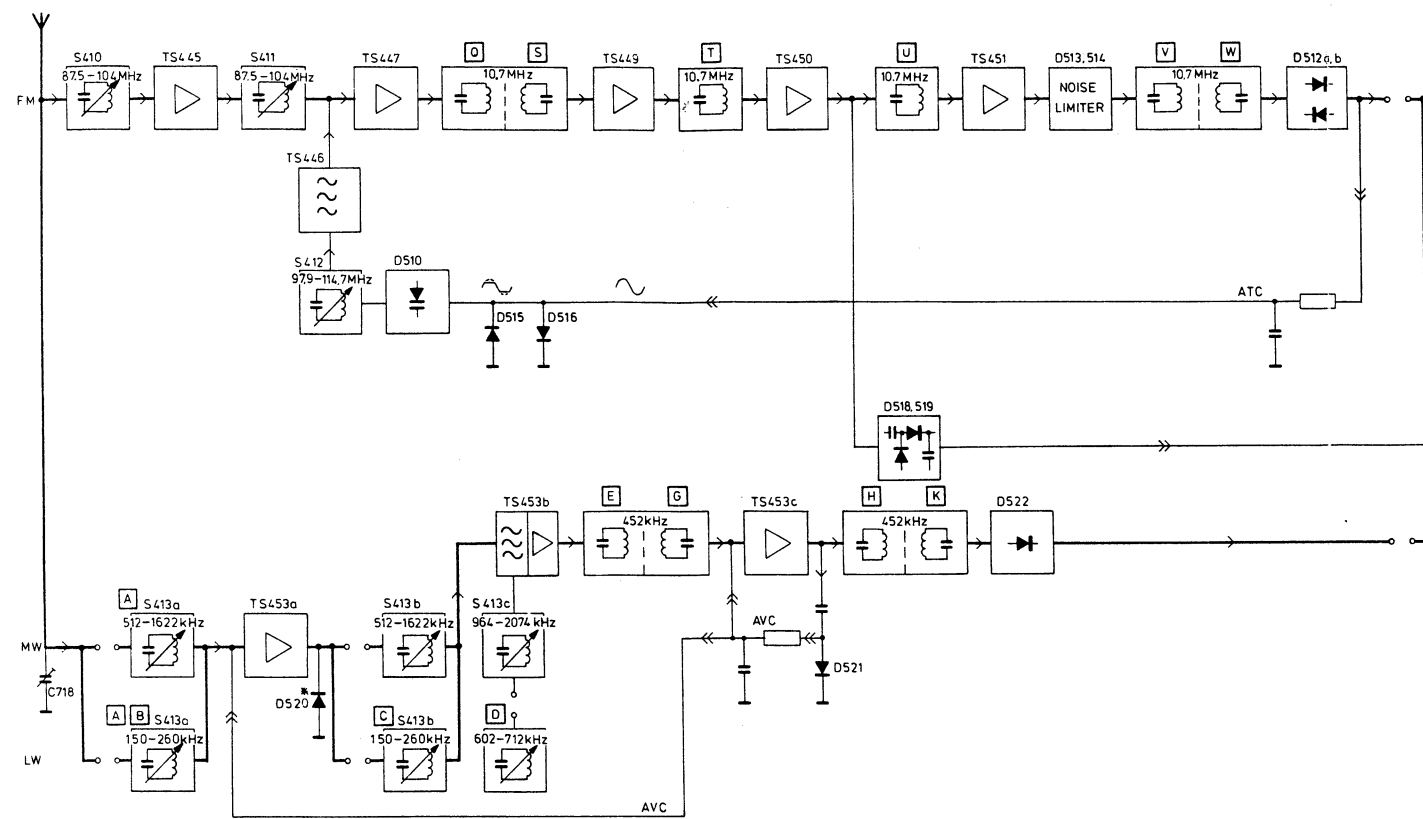 S410
TS445
S411
TS447
Q
S
TS449
T
TS450
U
TS451
D513,514
V
W
D512a,b
FM
87.5-104MHz
87.5-104MHz
10.7MHz
10.7MHz
10.7MHz
NOISE
LIMITER
10,7MHz
TS446
S412
97.9-114.7MHz
D510
D515
D516
ATC
D518,519
TS453b
E
G
452kHz
TS453c
H
K
452kHz
D522
A
S413a
512-1622kHz
TS453a
S413b
512-1622kHz
S413c
964-2074 kHz
AVC
MW
C718
* D520
D521
A
B
S413a
150-260kHz
C
S413b
150-260kHz
D
602-712kHz
LW
AVC